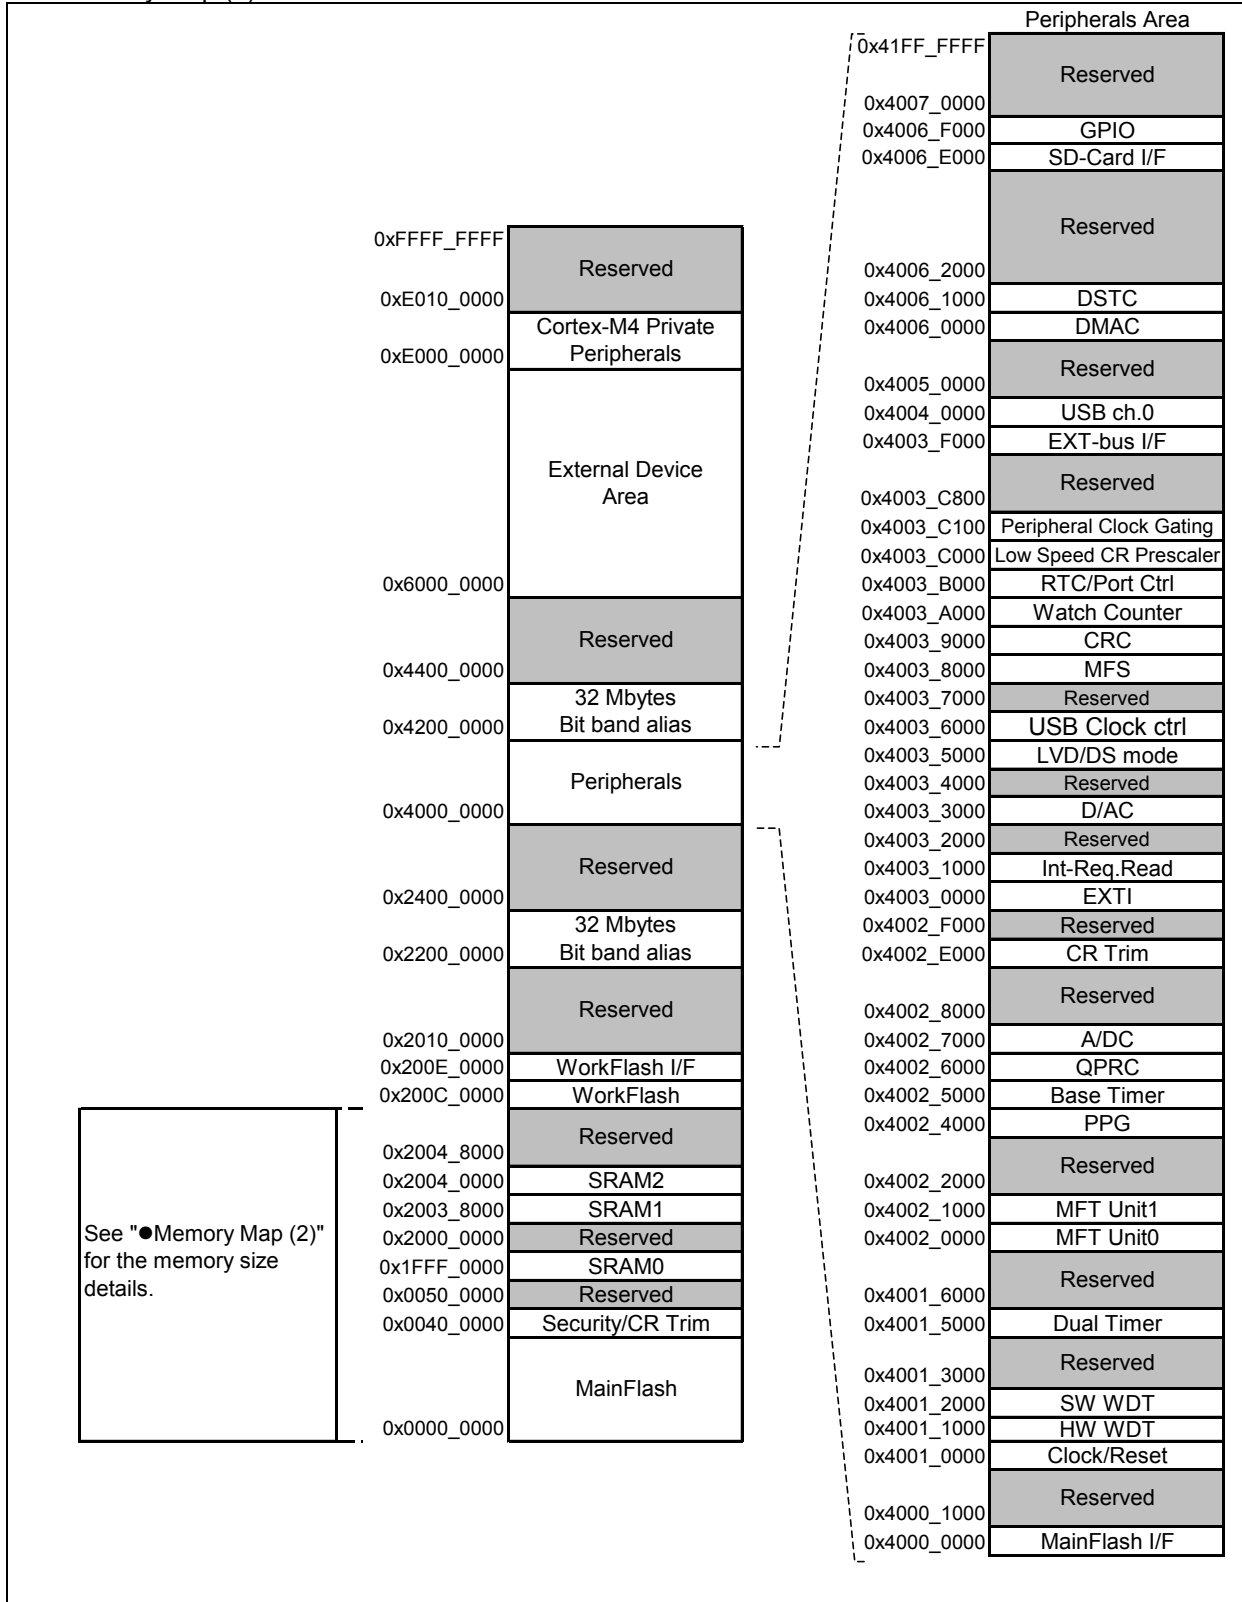 Peripherals Area
0x41FF_FFFF
Reserved
0x4007_0000
0x4006_F000 GPIO
0x4006_E000 SD-Card I/F
Reserved
0x4006_2000
0x4006_1000 DSTC
0x4006_0000 DMAC
Reserved
0x4005_0000
0x4004_0000 USB ch.0
0x4003_F000 EXT-bus I/F
Reserved
0x4003_C800
0x4003_C100 Peripheral Clock Gating
0x4003_C000 Low Speed CR Prescaler
0x4003_B000 RTC/Port Ctrl
0x4003_A000 Watch Counter
0x4003_9000 CRC
0x4003_8000 MFS
0x4003_7000 Reserved
0x4003_6000 USB Clock ctrl
0x4003_5000 LVD/DS mode
0x4003_4000 Reserved
0x4003_3000 D/AC
0x4003_2000 Reserved
0x4003_1000 Int-Req.Read
0x4003_0000 EXTI
0x4002_F000 Reserved
0x4002_E000 CR Trim
Reserved
0x4002_8000
0x4002_7000 A/DC
0x4002_6000 QPRC
0x4002_5000 Base Timer
0x4002_4000 PPG
Reserved
0x4002_2000
0x4002_1000 MFT Unit1
0x4002_0000 MFT Unit0
Reserved
0x4001_6000
0x4001_5000 Dual Timer
Reserved
0x4001_3000
0x4001_2000 SW WDT
0x4001_1000 HW WDT
0x4001_0000 Clock/Reset
Reserved
0x4000_1000
0x4000_0000 MainFlash I/F
0xFFFF_FFFF
Reserved
0xE010_0000
Cortex-M4 Private
0xE000_0000 Peripherals
External Device
Area
0x6000_0000
Reserved
0x4400_0000
32 Mbytes
0x4200_0000 Bit band alias
Peripherals
0x4000_0000
Reserved
0x2400_0000
32 Mbytes
0x2200_0000 Bit band alias
Reserved
0x2010_0000
0x200E_0000 WorkFlash I/F
0x200C_0000 WorkFlash
Reserved
0x2004_8000
0x2004_0000 SRAM2
0x2003_8000 SRAM1
0x2000_0000 Reserved
0x1FFF_0000 SRAM0
0x0050_0000 Reserved
0x0040_0000 Security/CR Trim
MainFlash
0x0000_0000
See "●Memory Map (2)"
for the memory size
details.